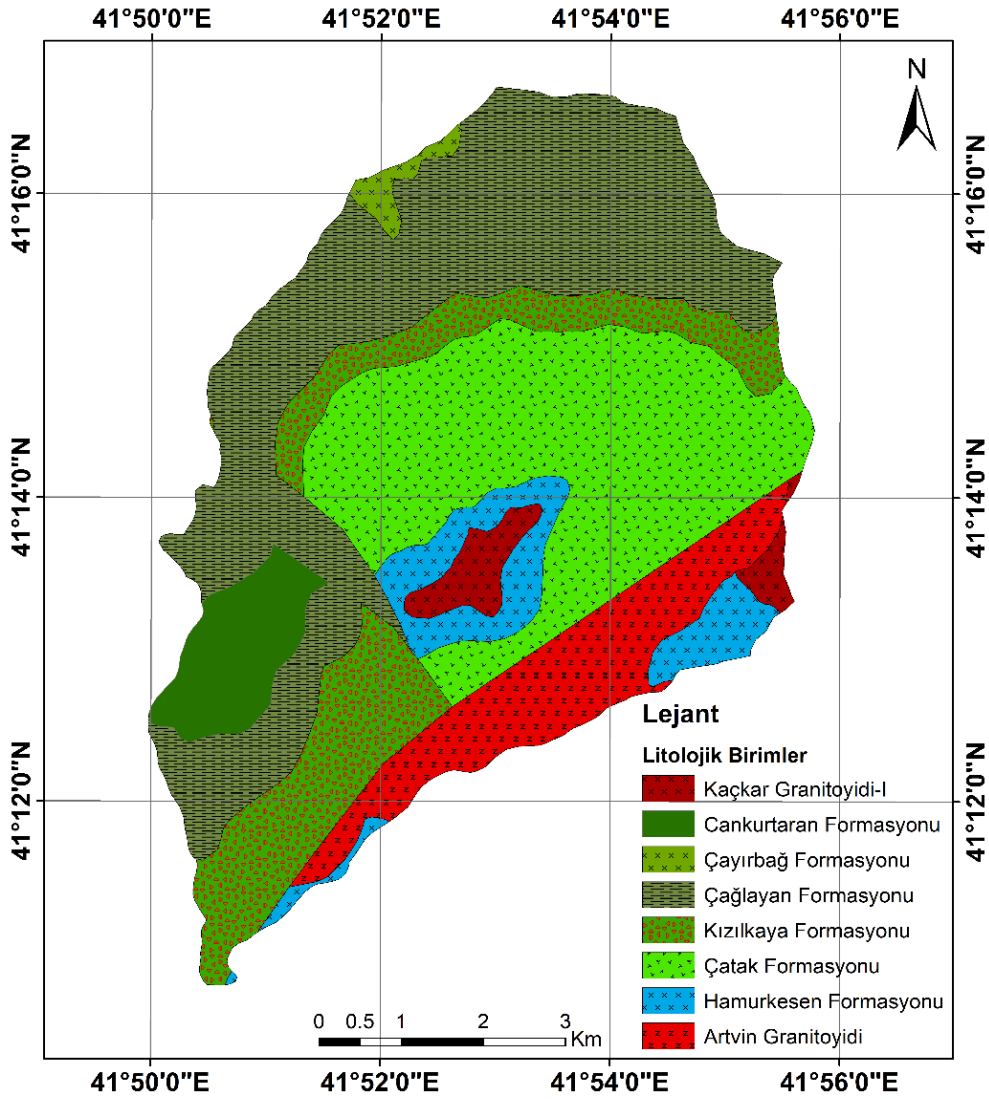 41°50'0"E 41°52'0"E 41°54'0"E 41°56'0"E
N
41°16'0"N 41°16'0"N
41°14'0"N 41°14'0"N
Lejant
Litolojik Birimler
Kaçkar Granitoyidi-I
41°12'0"N 41°12'0"N
Cankurtaran Formasyonu
Çayırbağ Formasyonu
Çağlayan Formasyonu
Kızılkaya Formasyonu
Çatak Formasyonu
Hamurkesen Formasyonu
Artvin Granitoyidi
0 0.5 1 2 3
Km
41°50'0"E 41°52'0"E 41°54'0"E 41°56'0"E